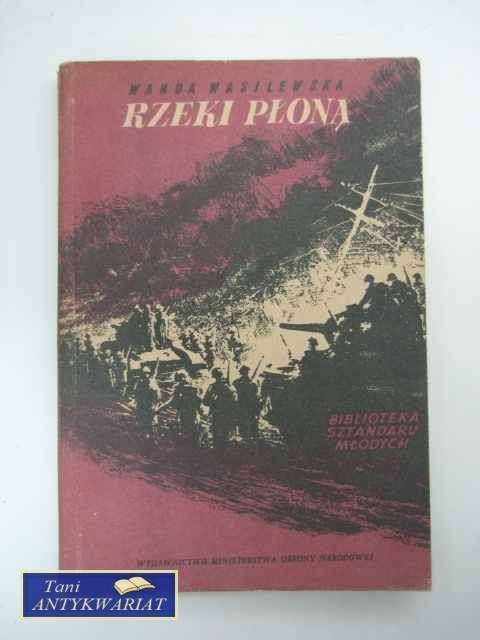 WANDA WASILEWSKA
RZEKI PŁONĄ
BIBLIOTEKA
SZTANDARU
MŁODYCH
WYDAWNICTWO MINISTERSTWA OBRONY NARODOWEJ
Tani
ANTYKWARIAT